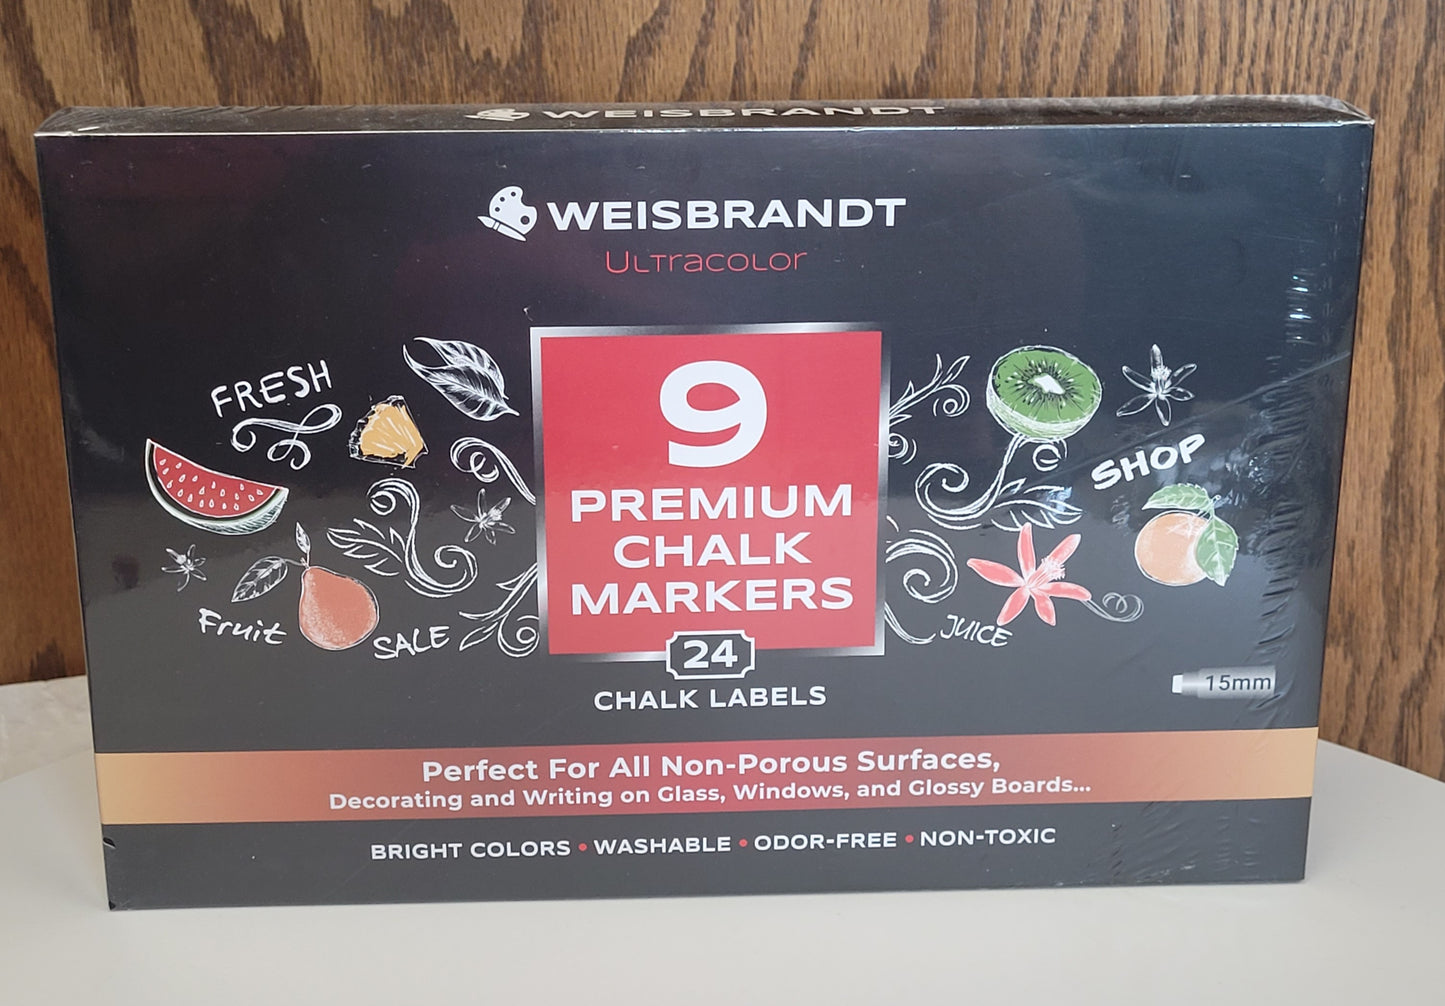 WEISBRANDT
WEISBRANDT
ULTRACOLOR
FRESH
SHOP
Fruit
SALE
JUICE
9
PREMIUM
CHALK
MARKERS
24
CHALK LABELS
15mm
Perfect For All Non-Porous Surfaces,
Decorating and Writing on Glass, Windows, and Glossy Boards...
BRIGHT COLORS • WASHABLE • ODOR-FREE • NON-TOXIC